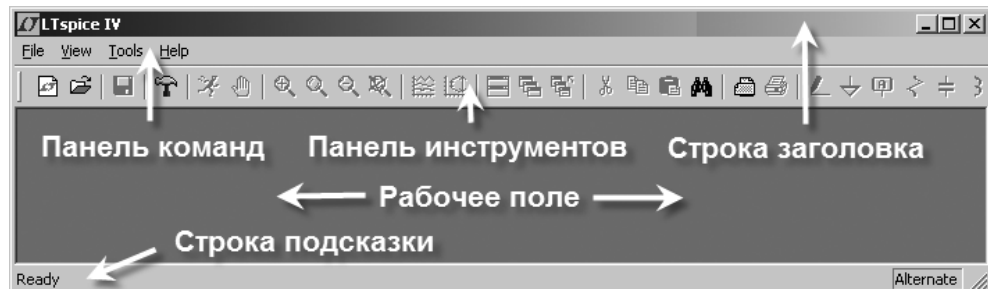 LTspice IV
File View Tools Help
Панель команд Панель инструментов Строка заголовка
Рабочее поле
Строка подсказки
Ready Alternate